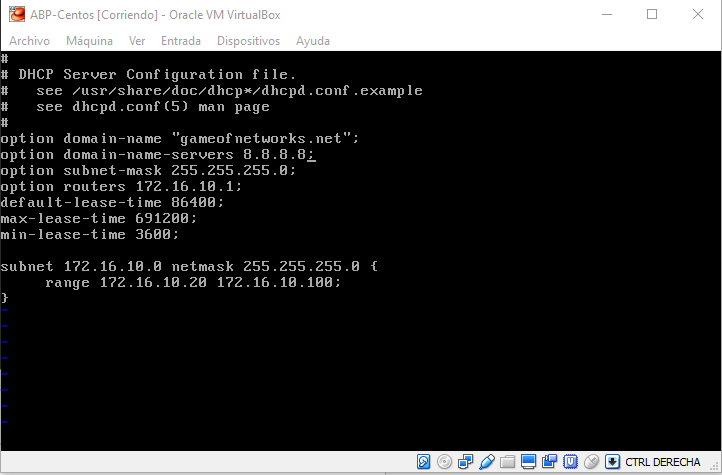 ABP-Centos [Corriendo] - Oracle VM VirtualBox
Archivo Máquina Ver Entrada Dispositivos Ayuda
#
# DHCP Server Configuration file.
#   see /usr/share/doc/dhcp*/dhcpd.conf.example
#   see dhcpd.conf(5) man page
#
option domain-name "gameofnetworks.net";
option domain-name-servers 8.8.8.8;
option subnet-mask 255.255.255.0;
option routers 172.16.10.1;
default-lease-time 86400;
max-lease-time 691200;
min-lease-time 3600;
subnet 172.16.10.0 netmask 255.255.255.0 {
     range 172.16.10.20 172.16.10.100;
}
~
~
~
~
~
~
~
~
CTRL DERECHA